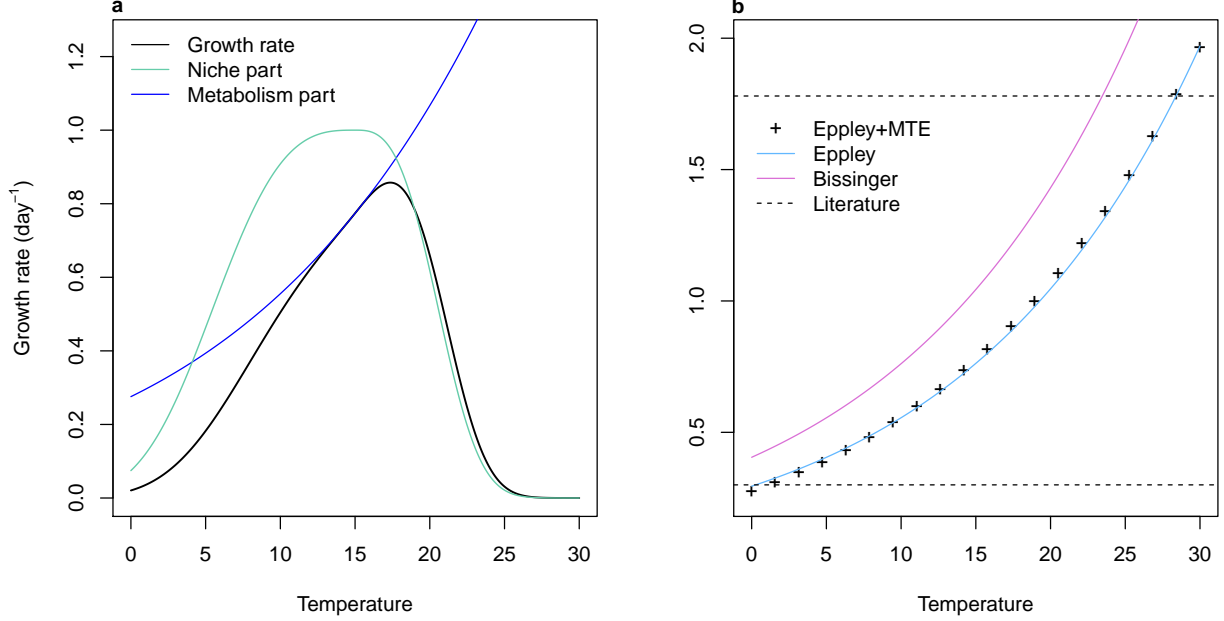 a
Growth rate
Niche part
Metabolism part
Growth rate (day⁻¹)
0.0
0.2
0.4
0.6
0.8
1.0
1.2
0 5 10 15 20 25 30
Temperature
b
Eppley+MTE
Eppley
Bissinger
Literature
0.5
1.0
1.5
2.0
0 5 10 15 20 25 30
Temperature